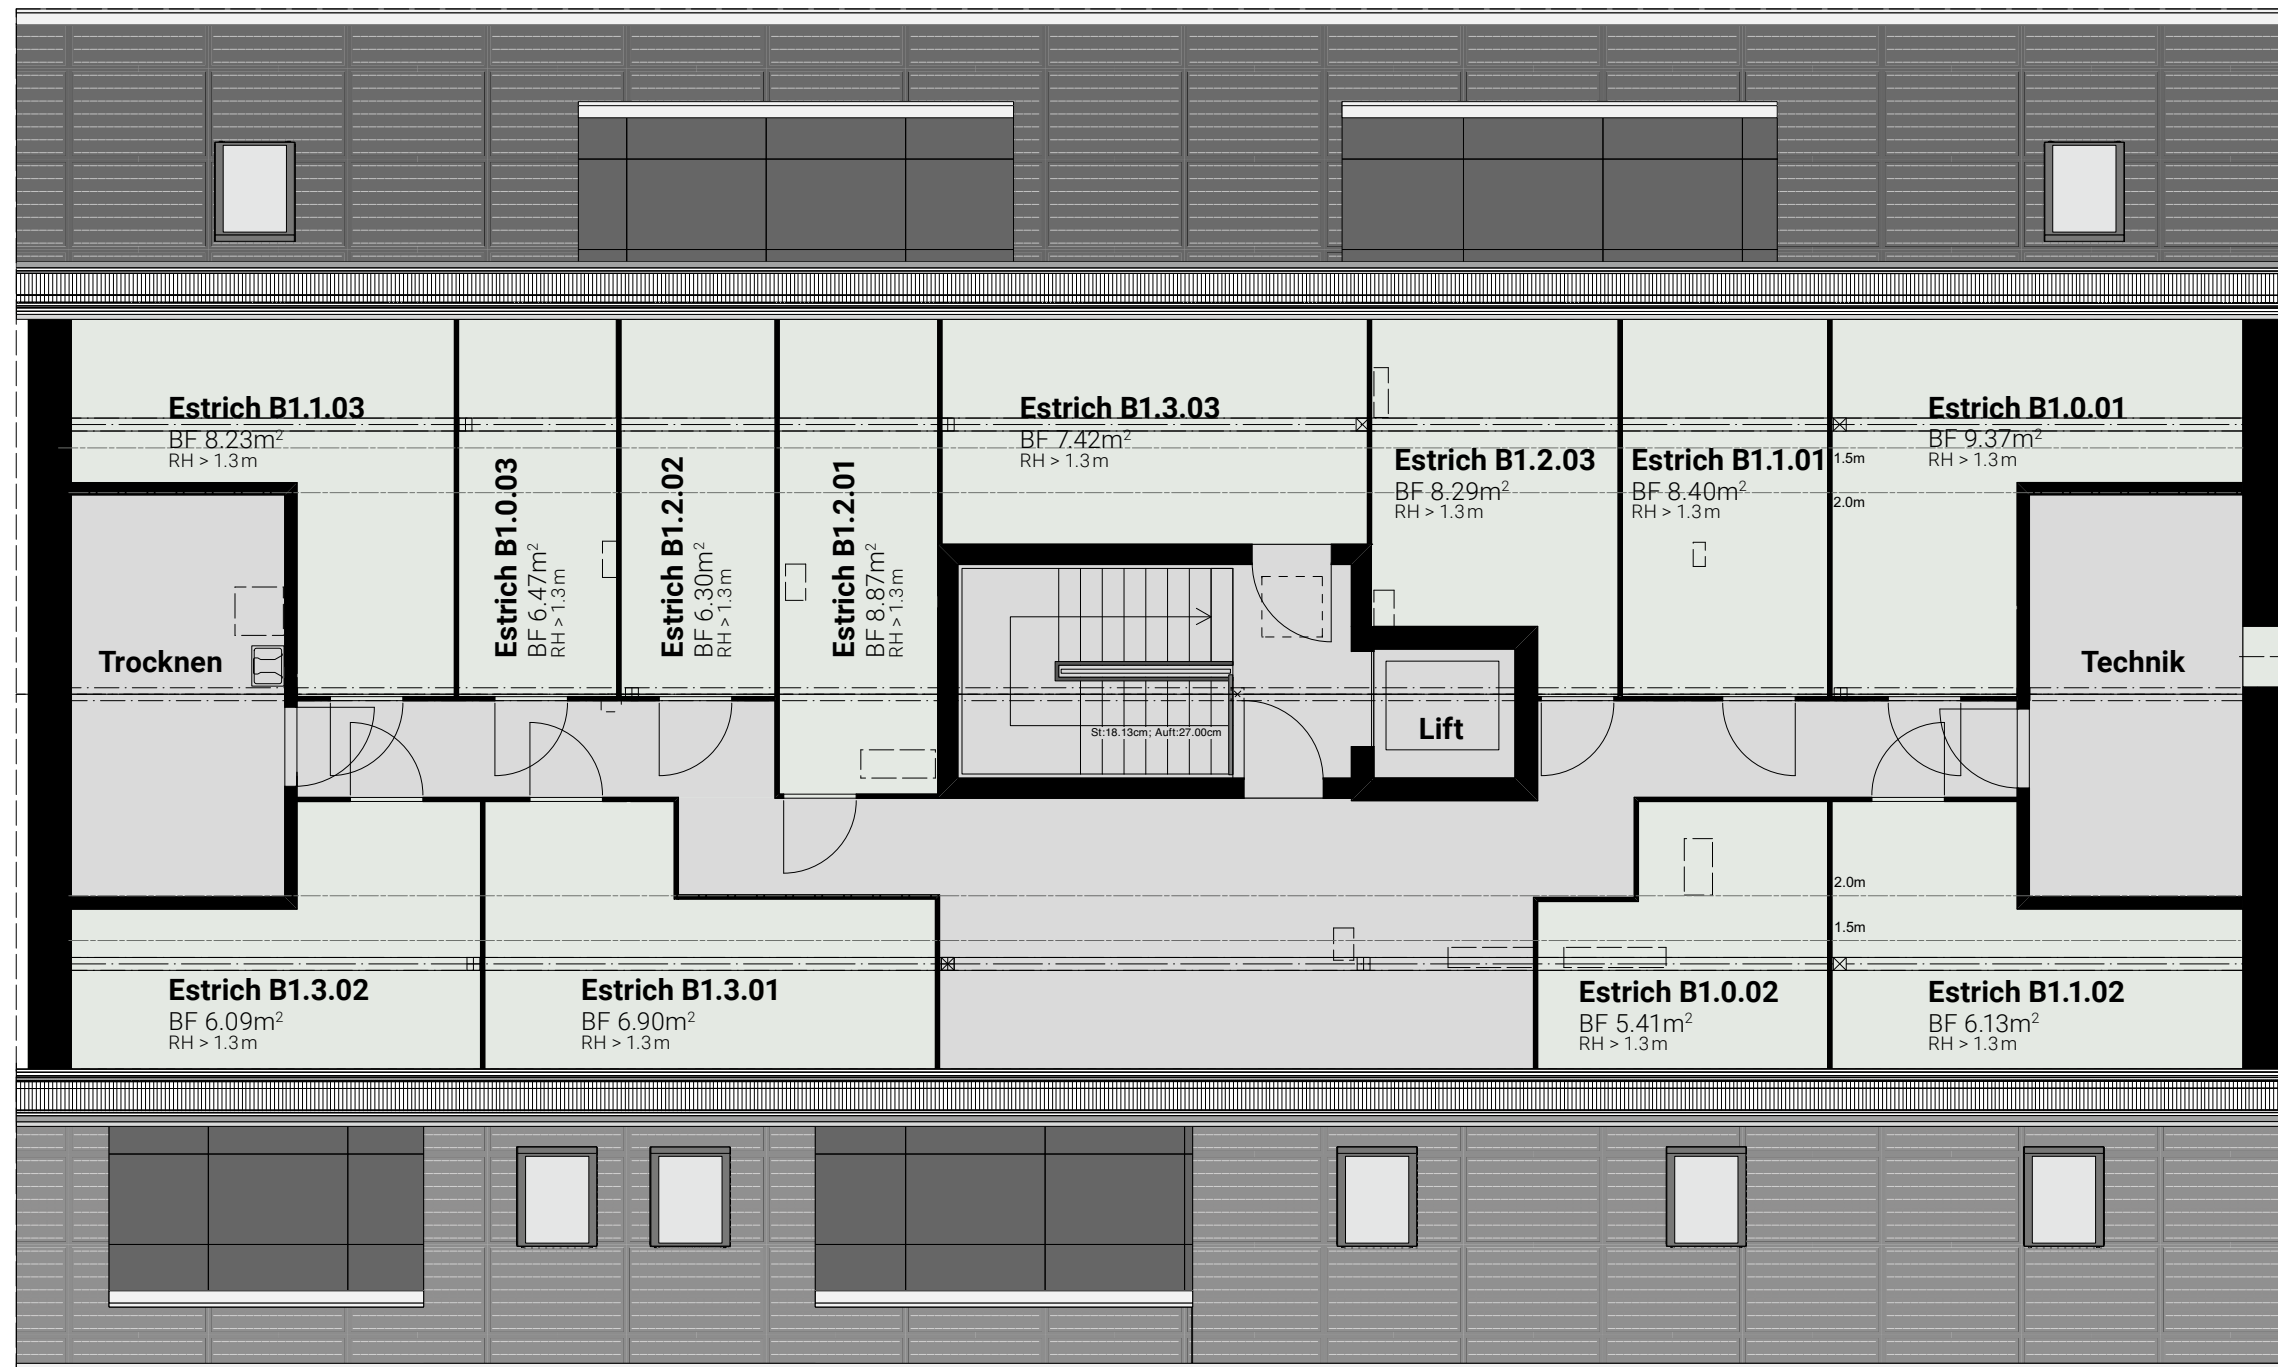 Estrich B1.1.03
BF 8.23m²
RH > 1.3m
Estrich B1.0.03
BF 6.47m²
RH > 1.3m
Estrich B1.2.02
BF 6.30m²
RH > 1.3m
Estrich B1.2.01
BF 8.87m²
RH > 1.3m
Estrich B1.3.03
BF 7.42m²
RH > 1.3m
Estrich B1.2.03
BF 8.29m²
RH > 1.3m
Estrich B1.1.01
BF 8.40m²
RH > 1.3m
1.5m
2.0m
Estrich B1.0.01
BF 9.37m²
RH > 1.3m
Trocknen
St:18.13cm; Auft:27.00cm
Lift
Technik
2.0m
1.5m
Estrich B1.3.02
BF 6.09m²
RH > 1.3m
Estrich B1.3.01
BF 6.90m²
RH > 1.3m
Estrich B1.0.02
BF 5.41m²
RH > 1.3m
Estrich B1.1.02
BF 6.13m²
RH > 1.3m